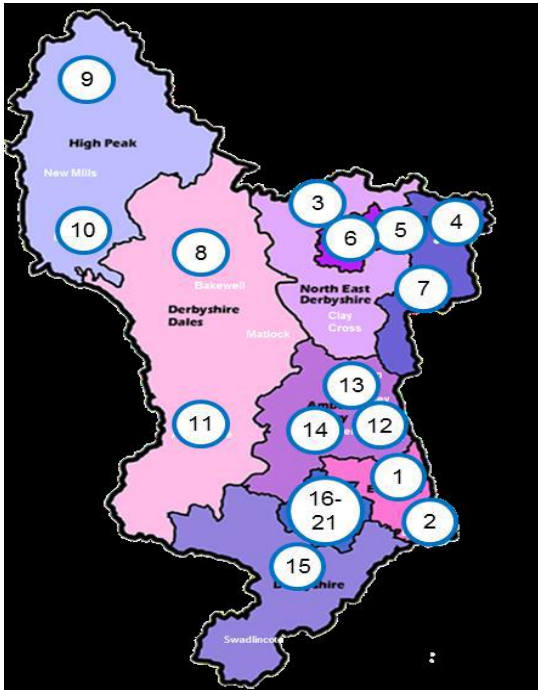 9
High Peak
New Mills
10
3
4
5
6
8
Bakewell
7
North East
Derbyshire
Derbyshire
Dales
Clay
Cross
Matlock
13
11
14
12
1
16-
21
2
15
Swadlincote